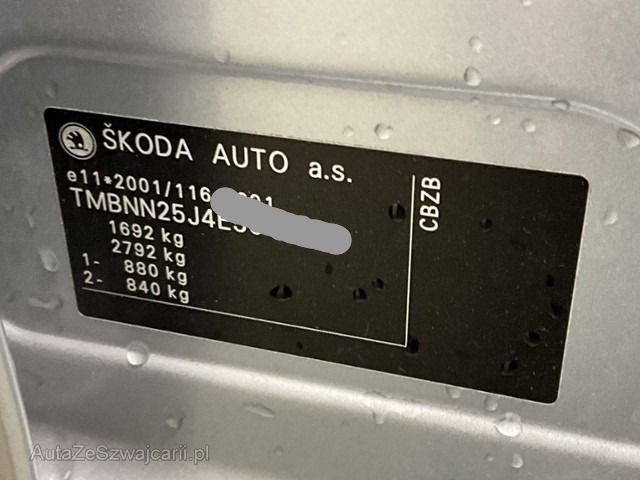 ŠKODA AUTO a.s.
e11*2001/116
TMBNN25J4E
1692 kg
2792 kg
1- 880 kg
2- 840 kg
CBZB
AutaZeSzwajcarii.pl